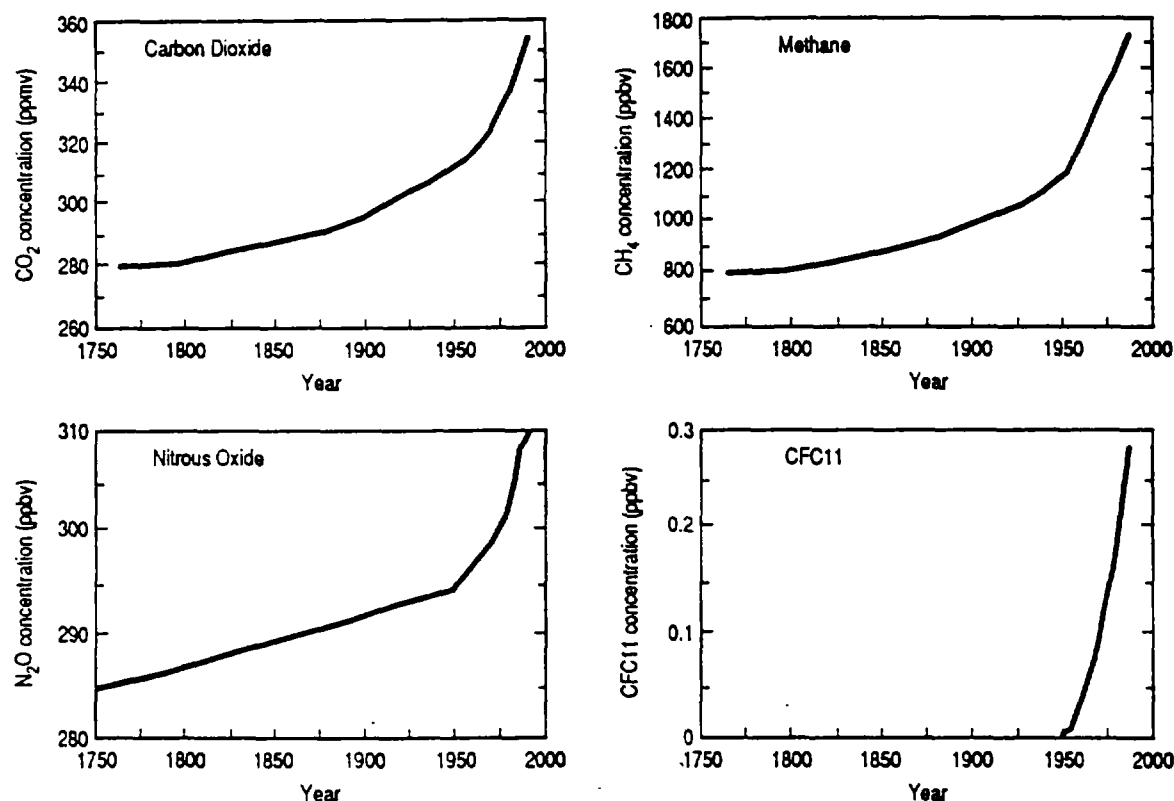 360
Carbon Dioxide
340
320
300
280
260
CO2 concentration (ppmv)
1750 1800 1850 1900 1950 2000
Year
1800
Methane
1600
1400
1200
1000
800
600
CH4 concentration (ppbv)
1750 1800 1850 1900 1950 2000
Year
310
Nitrous Oxide
300
290
280
N2O concentration (ppbv)
1750 1800 1850 1900 1950 2000
Year
0.3
CFC11
0.2
0.1
0
CFC11 concentration (ppbv)
1750 1800 1850 1900 1950 2000
Year